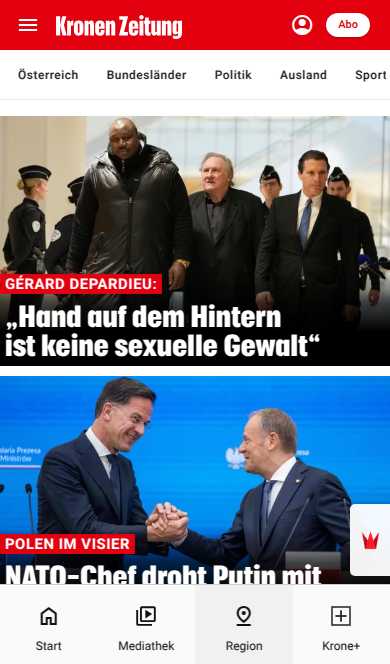 Kronen Zeitung
Abo
Österreich Bundesländer Politik Ausland Sport
GÉRARD DEPARDIEU:
„Hand auf dem Hintern
ist keine sexuelle Gewalt“
POLEN IM VISIER
NATO-Chef droht Putin mit
Start Mediathek Region Krone+